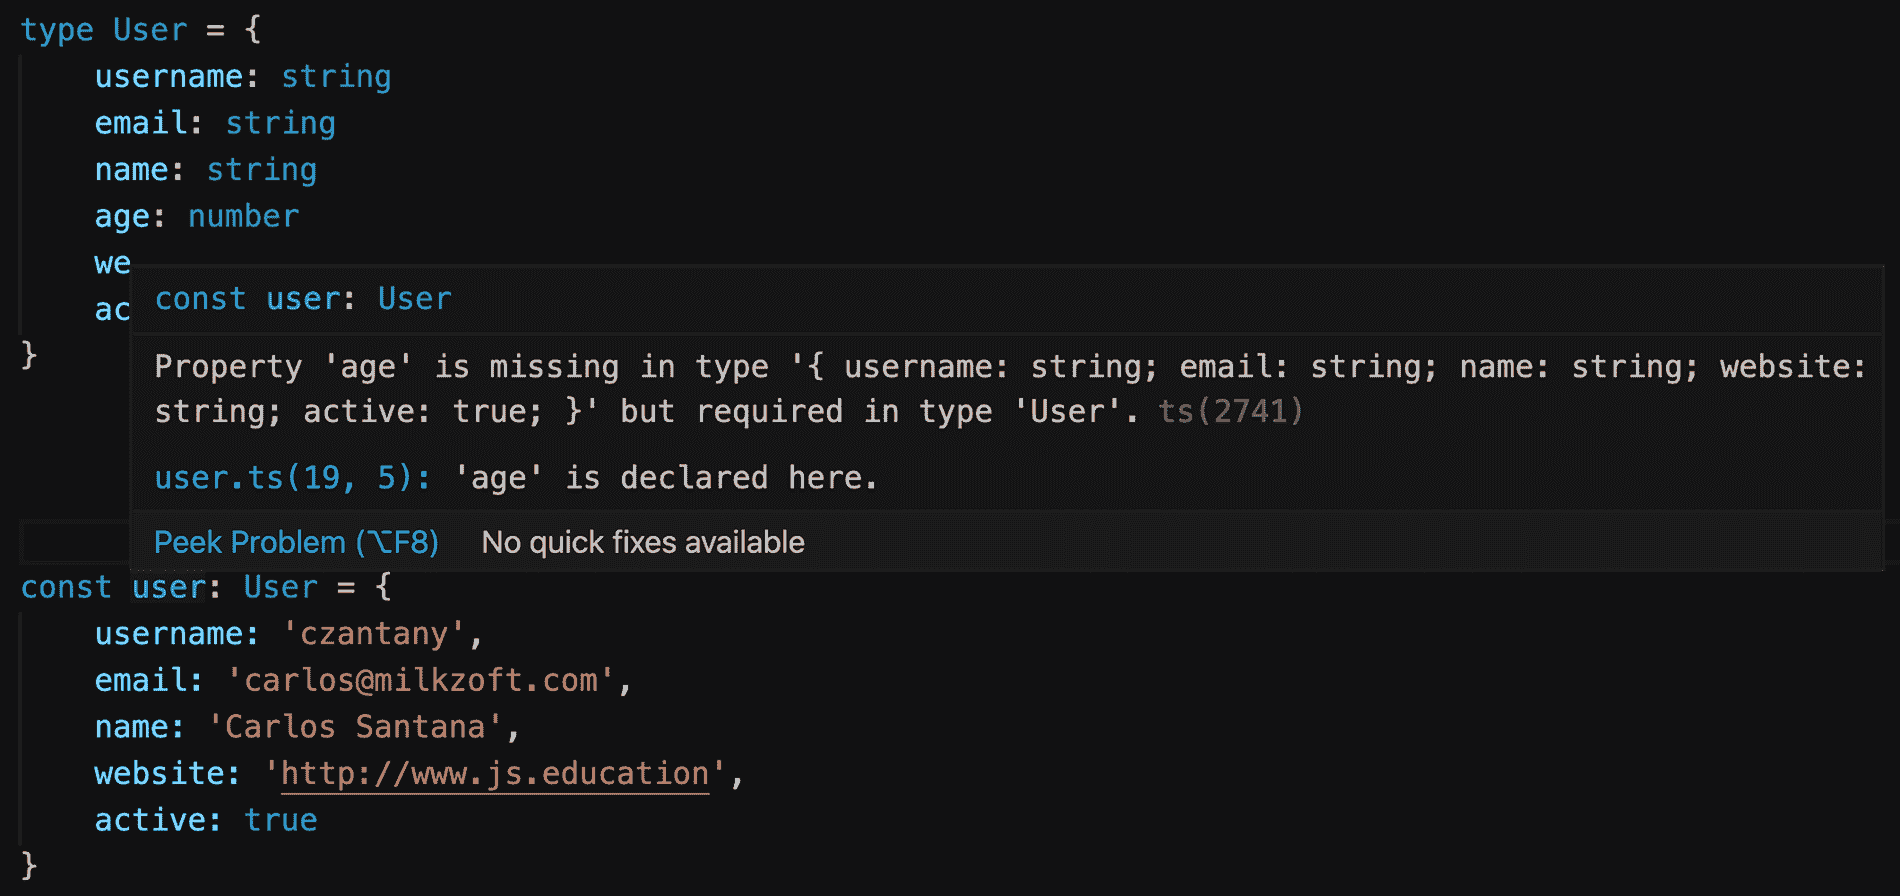 type User = {
username: string
email: string
name: string
age: number
we
ac
}
const user: User
Property 'age' is missing in type '{ username: string; email: string; name: string; website:
string; active: true; }' but required in type 'User'. ts(2741)
user.ts(19, 5): 'age' is declared here.
Peek Problem (⌥F8) No quick fixes available
const user: User = {
username: 'czantany',
email: 'carlos@milkzoft.com',
name: 'Carlos Santana',
website: 'http://www.js.education',
active: true
}